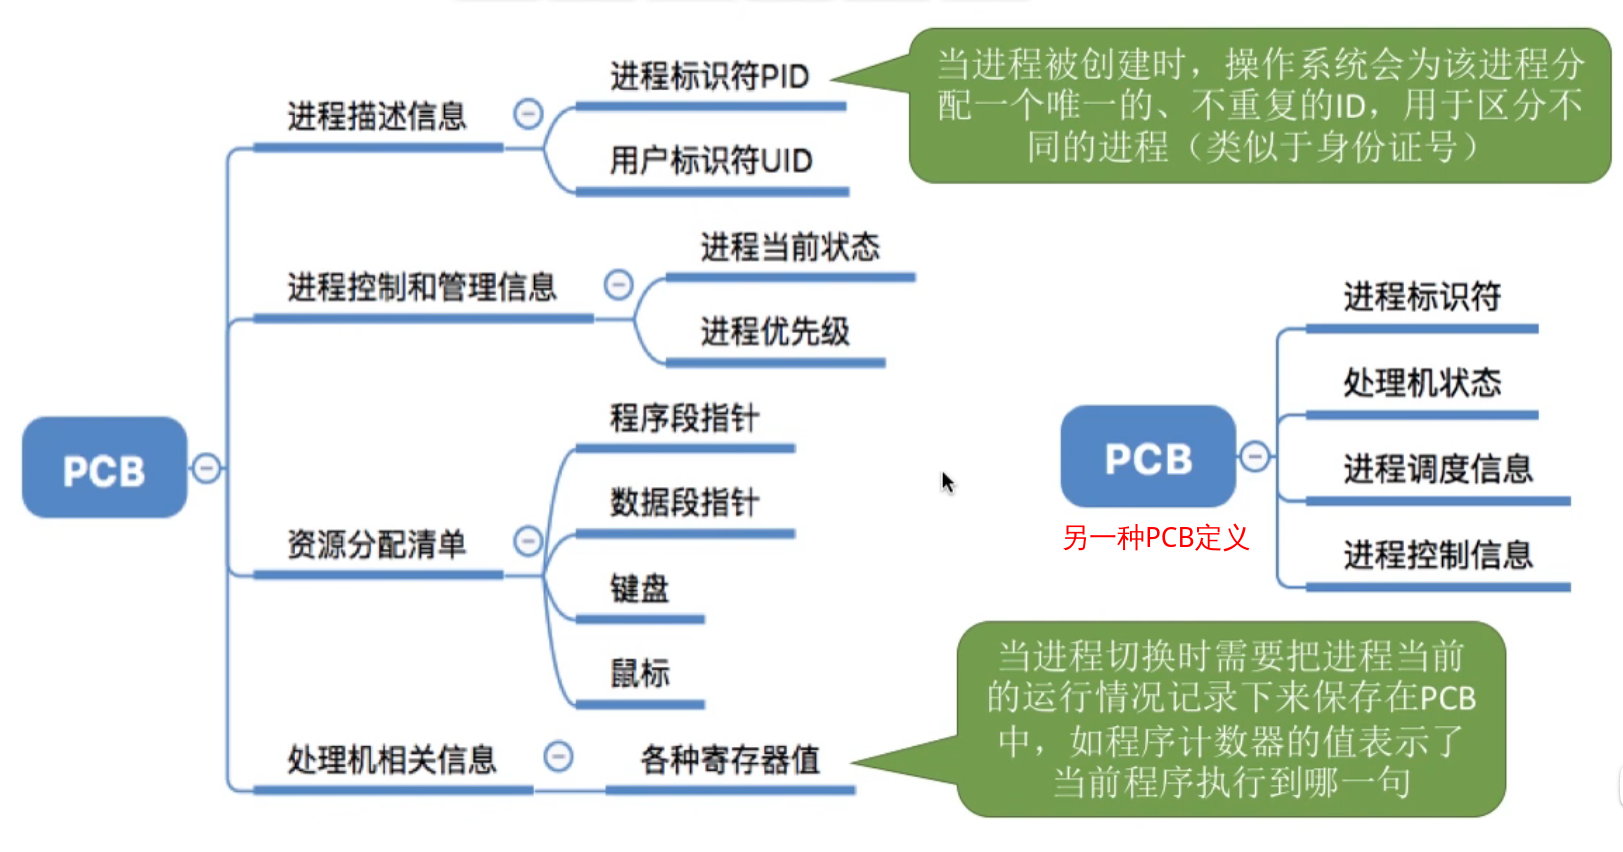 PCB
进程描述信息
进程标识符PID
用户标识符UID
当进程被创建时，操作系统会为该进程分
配一个唯一的、不重复的ID，用于区分不
同的进程（类似于身份证号）
进程控制和管理信息
进程当前状态
进程优先级
资源分配清单
程序段指针
数据段指针
键盘
鼠标
处理机相关信息
各种寄存器值
当进程切换时需要把进程当前
的运行情况记录下来保存在PCB
中，如程序计数器的值表示了
当前程序执行到哪一句
PCB
另一种PCB定义
进程标识符
处理机状态
进程调度信息
进程控制信息